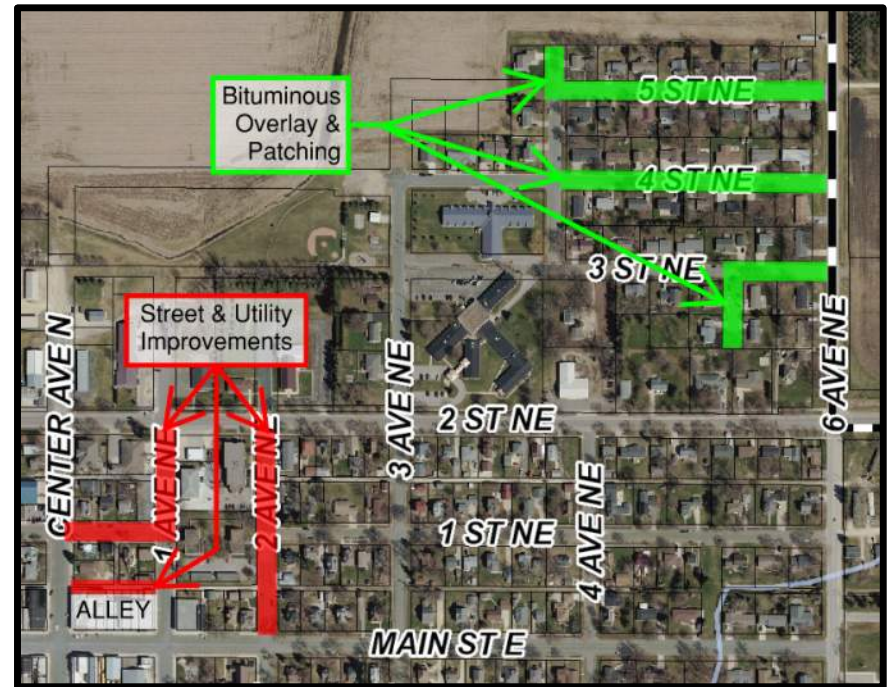 Bituminous
Overlay &
Patching
5 ST NE
4 ST NE
3 ST NE
Street & Utility
Improvements
CENTER AVE N
1 AVE NE
2 AVE NE
3 AVE NE
2 ST NE
6 AVE NE
1 ST NE
4 AVE NE
ALLEY
MAIN ST E